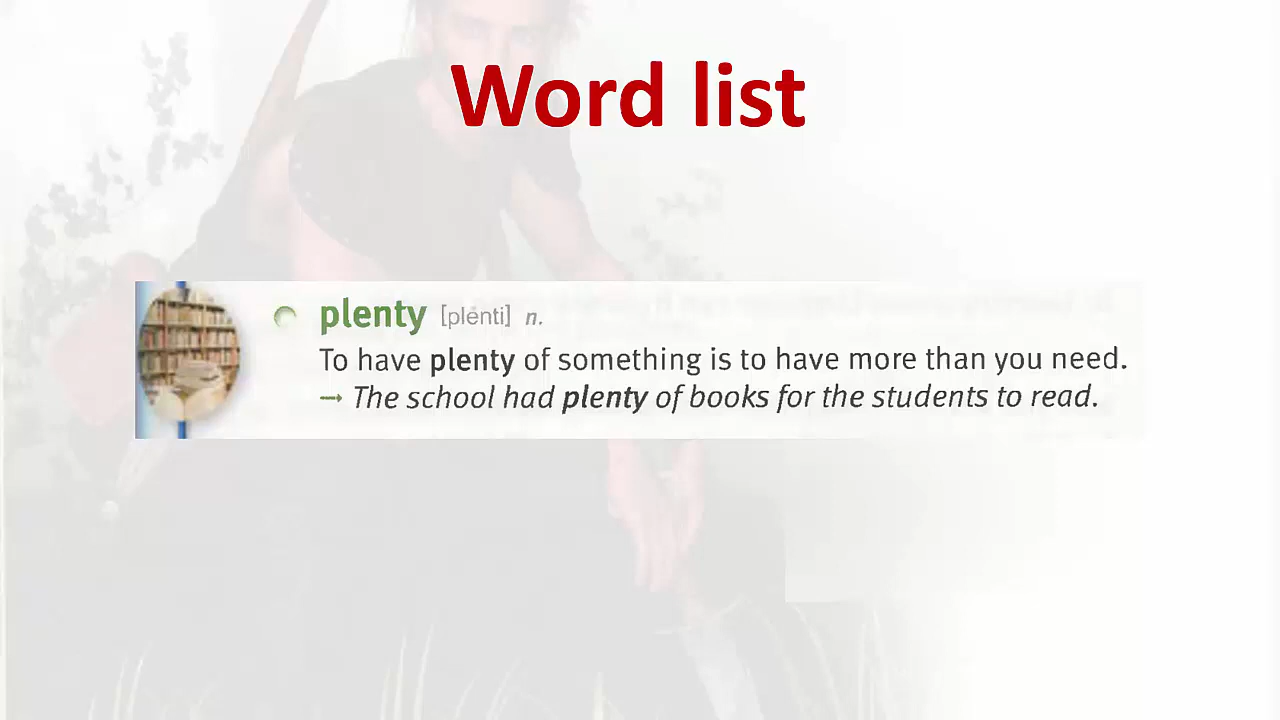 Word list
plenty [plénti] n.
To have plenty of something is to have more than you need.
→ The school had plenty of books for the students to read.